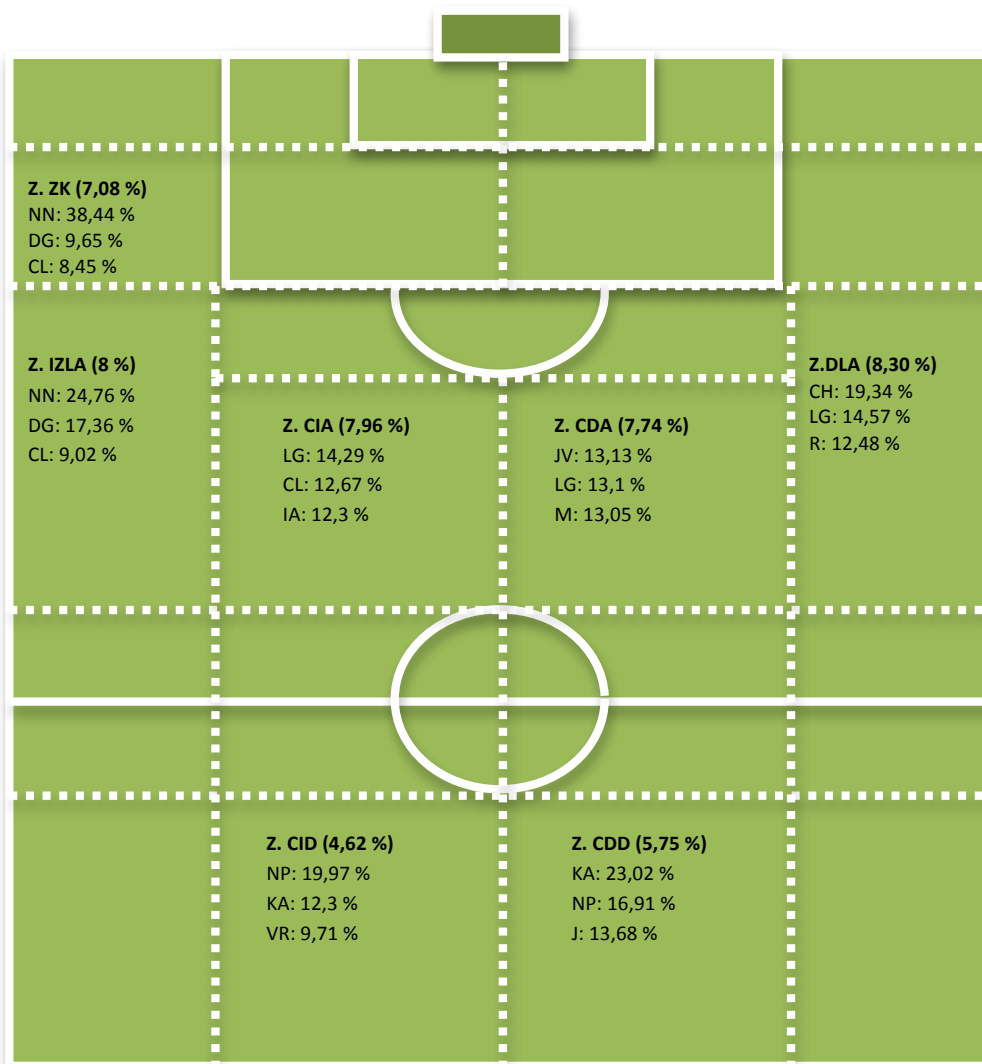 Z. ZK (7,08 %)
NN: 38,44 %
DG: 9,65 %
CL: 8,45 %
Z. IZLA (8 %)
NN: 24,76 %
DG: 17,36 %
CL: 9,02 %
Z. CIA (7,96 %)
LG: 14,29 %
CL: 12,67 %
IA: 12,3 %
Z. CDA (7,74 %)
JV: 13,13 %
LG: 13,1 %
M: 13,05 %
Z.DLA (8,30 %)
CH: 19,34 %
LG: 14,57 %
R: 12,48 %
Z. CID (4,62 %)
NP: 19,97 %
KA: 12,3 %
VR: 9,71 %
Z. CDD (5,75 %)
KA: 23,02 %
NP: 16,91 %
J: 13,68 %